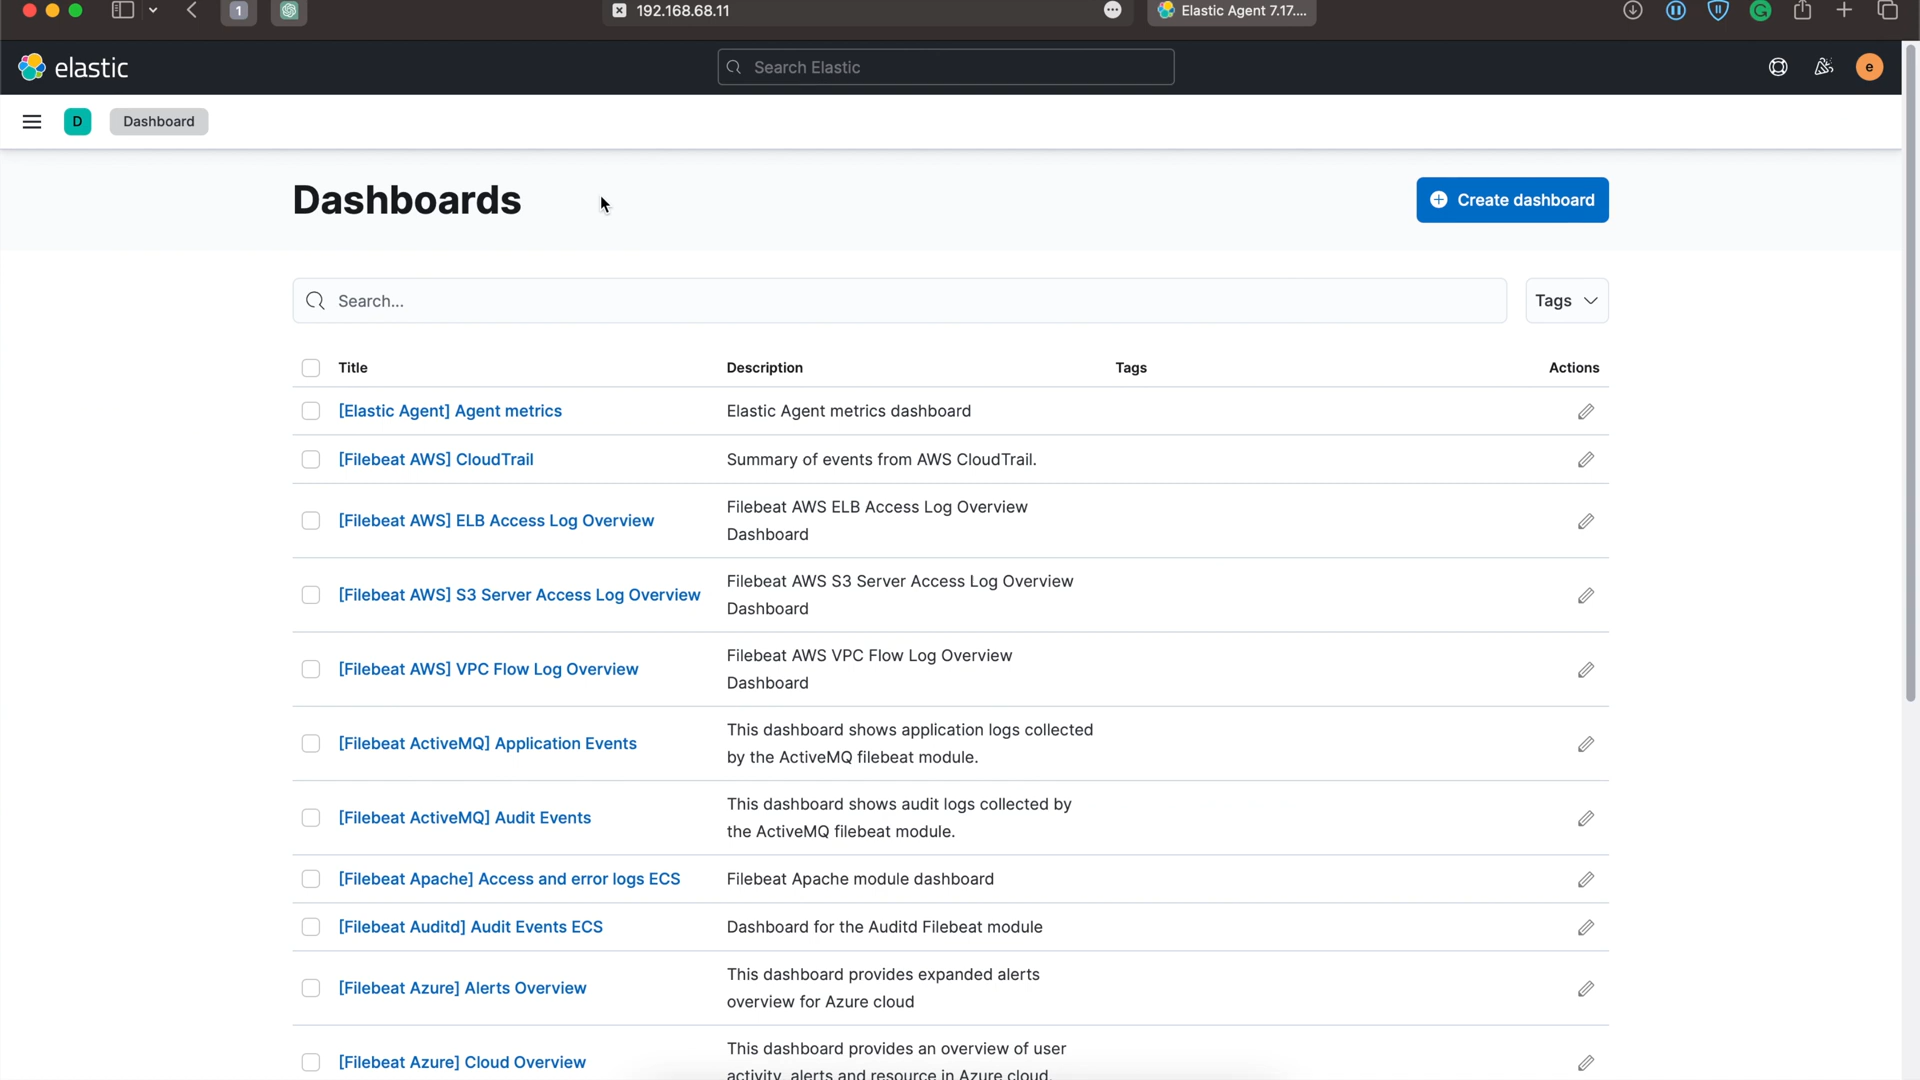 1
192.168.68.11
Elastic Agent 7.17....
elastic
Search Elastic
e
D
Dashboard
Dashboards
Create dashboard
Search...
Tags
Title
Description
Tags
Actions
[Elastic Agent] Agent metrics
Elastic Agent metrics dashboard
[Filebeat AWS] CloudTrail
Summary of events from AWS CloudTrail.
[Filebeat AWS] ELB Access Log Overview
Filebeat AWS ELB Access Log Overview
Dashboard
[Filebeat AWS] S3 Server Access Log Overview
Filebeat AWS S3 Server Access Log Overview
Dashboard
[Filebeat AWS] VPC Flow Log Overview
Filebeat AWS VPC Flow Log Overview
Dashboard
[Filebeat ActiveMQ] Application Events
This dashboard shows application logs collected
by the ActiveMQ filebeat module.
[Filebeat ActiveMQ] Audit Events
This dashboard shows audit logs collected by
the ActiveMQ filebeat module.
[Filebeat Apache] Access and error logs ECS
Filebeat Apache module dashboard
[Filebeat Auditd] Audit Events ECS
Dashboard for the Auditd Filebeat module
[Filebeat Azure] Alerts Overview
This dashboard provides expanded alerts
overview for Azure cloud
[Filebeat Azure] Cloud Overview
This dashboard provides an overview of user
activity, alerts and resource in Azure cloud.